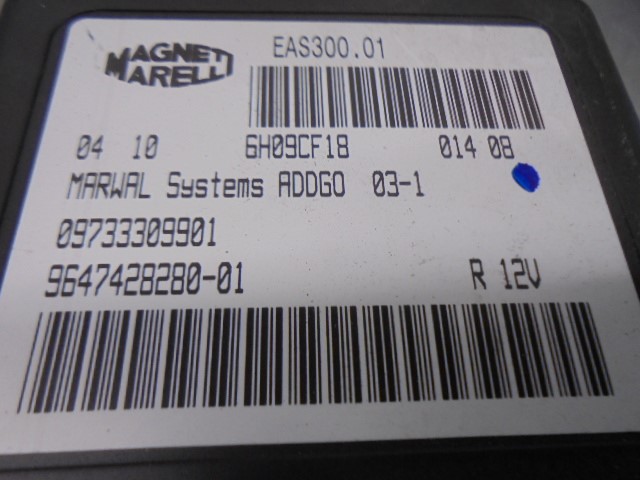 MAGNETI MARELLI
EAS300.01
04 10 6H09CF18 014 08
MARWAL Systems ADDGO 03-1
09733309901
9647428280-01 R 12V